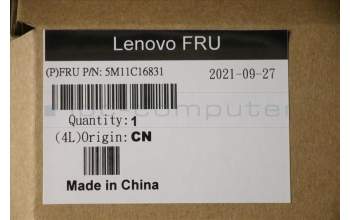 Lenovo FRU
(P)FRU P/N: 5M11C16831 2021-09-27
Quantity: 1
(4L)Origin: CN
Made in China